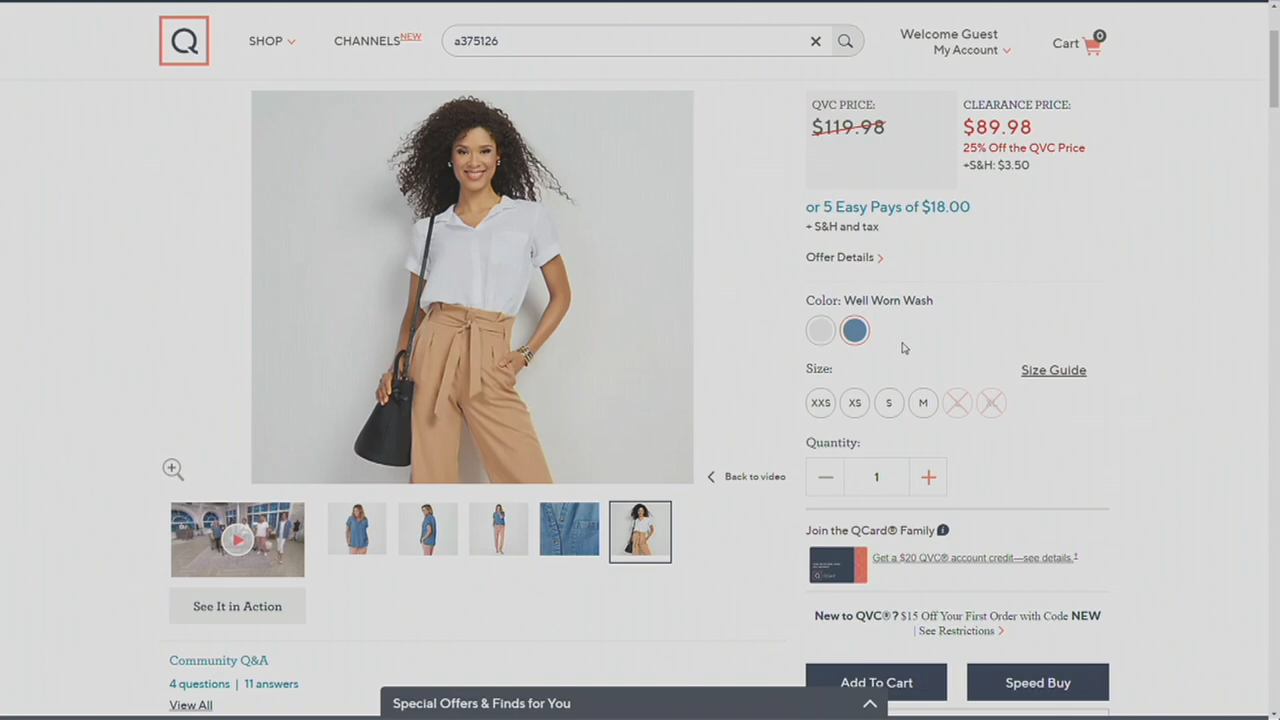 Q
SHOP
CHANNELS NEW
a375126
Welcome Guest
My Account
Cart
0
QVC PRICE:
$119.98
CLEARANCE PRICE:
$89.98
25% Off the QVC Price
+S&H: $3.50
or 5 Easy Pays of $18.00
+ S&H and tax
Offer Details
Color: Well Worn Wash
Size:
Size Guide
XXS XS S M
Quantity:
1
Back to video
Join the QCard® Family
Get a $20 QVC® account credit—see details.‡
See It in Action
New to QVC®? $15 Off Your First Order with Code NEW
| See Restrictions
Community Q&A
4 questions | 11 answers
View All
Add To Cart
Speed Buy
Special Offers & Finds for You